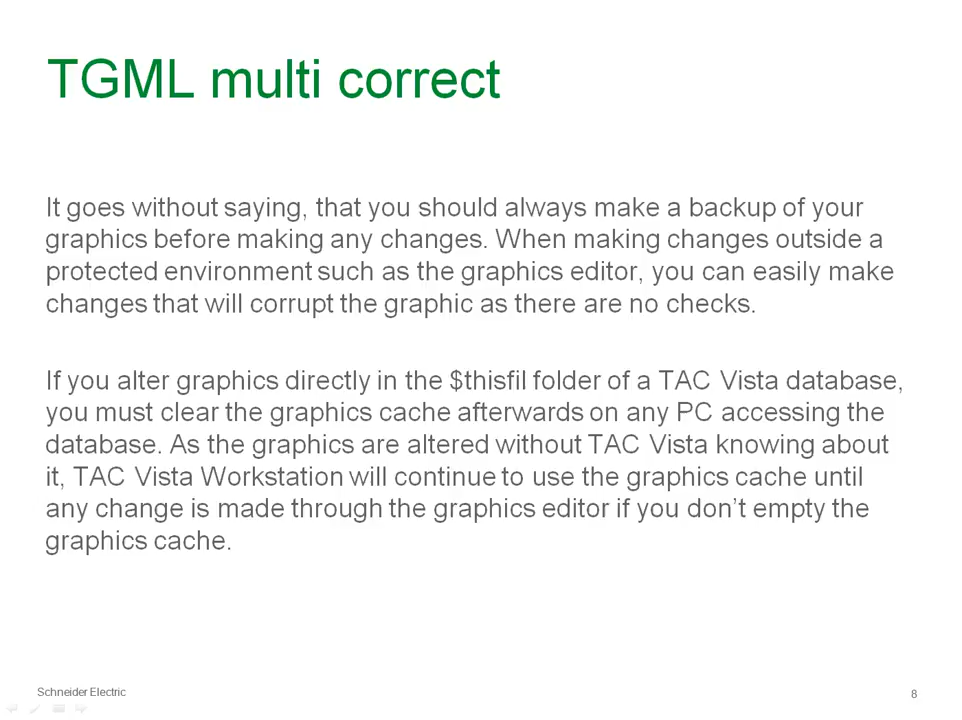 TGML multi correct
It goes without saying, that you should always make a backup of your
graphics before making any changes. When making changes outside a
protected environment such as the graphics editor, you can easily make
changes that will corrupt the graphic as there are no checks.
If you alter graphics directly in the $thisfil folder of a TAC Vista database,
you must clear the graphics cache afterwards on any PC accessing the
database. As the graphics are altered without TAC Vista knowing about
it, TAC Vista Workstation will continue to use the graphics cache until
any change is made through the graphics editor if you don’t empty the
graphics cache.
Schneider Electric
8